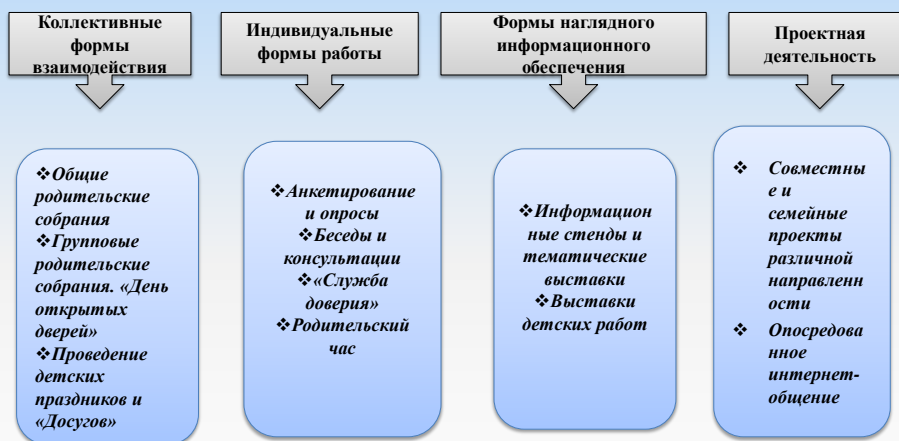 Коллективные
формы
взаимодействия
❖Общие
родительские
собрания
❖Групповые
родительские
собрания. «День
открытых
дверей»
❖Проведение
детских
праздников и
«Досугов»
Индивидуальные
формы работы
❖Анкетирование
и опросы
❖Беседы и
консультации
❖«Служба
доверия»
❖Родительский
час
Формы наглядного
информационного
обеспечения
❖Информацион
ные стенды и
тематические
выставки
❖Выставки
детских работ
Проектная
деятельность
❖ Совместны
е и
семейные
проекты
различной
направленн
ости
❖ Опосредова
нное
интернет-
общение